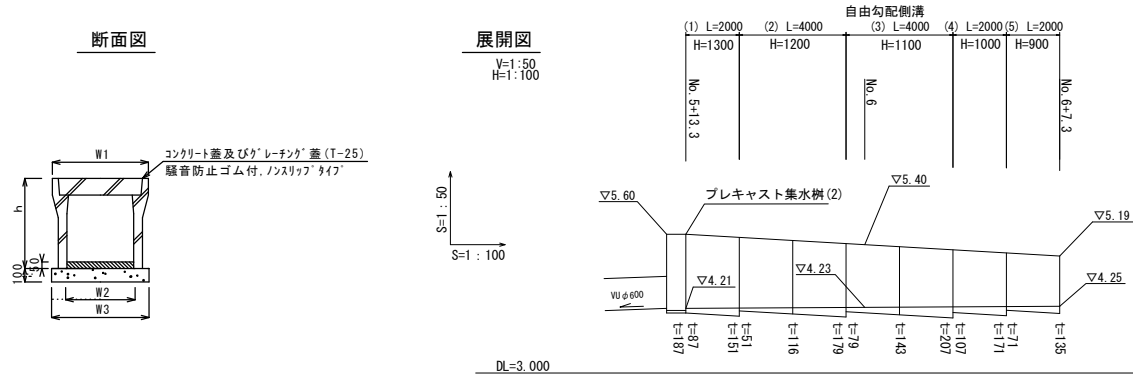 断面図
W1
コンクリート蓋及びグレーチング蓋(T-25)
騒音防止ゴム付,ノンスリップタイプ
h
100
50
W2
W3
展開図
V=1:50
H=1:100
S=1 : 50
S=1 : 100
自由勾配側溝
(1) L=2000 (2) L=4000 (3) L=4000 (4) L=2000 (5) L=2000
H=1300 H=1200 H=1100 H=1000 H=900
No.5+13.3
No.6
No.6+7.3
▽5.60
プレキャスト集水桝(2)
▽5.40
▽5.19
VUφ600
▽4.21
▽4.23
▽4.25
t=187
t=87
t=151
t=51
t=116
t=179
t=79
t=143
t=207
t=107
t=171
t=71
t=135
DL=3.000